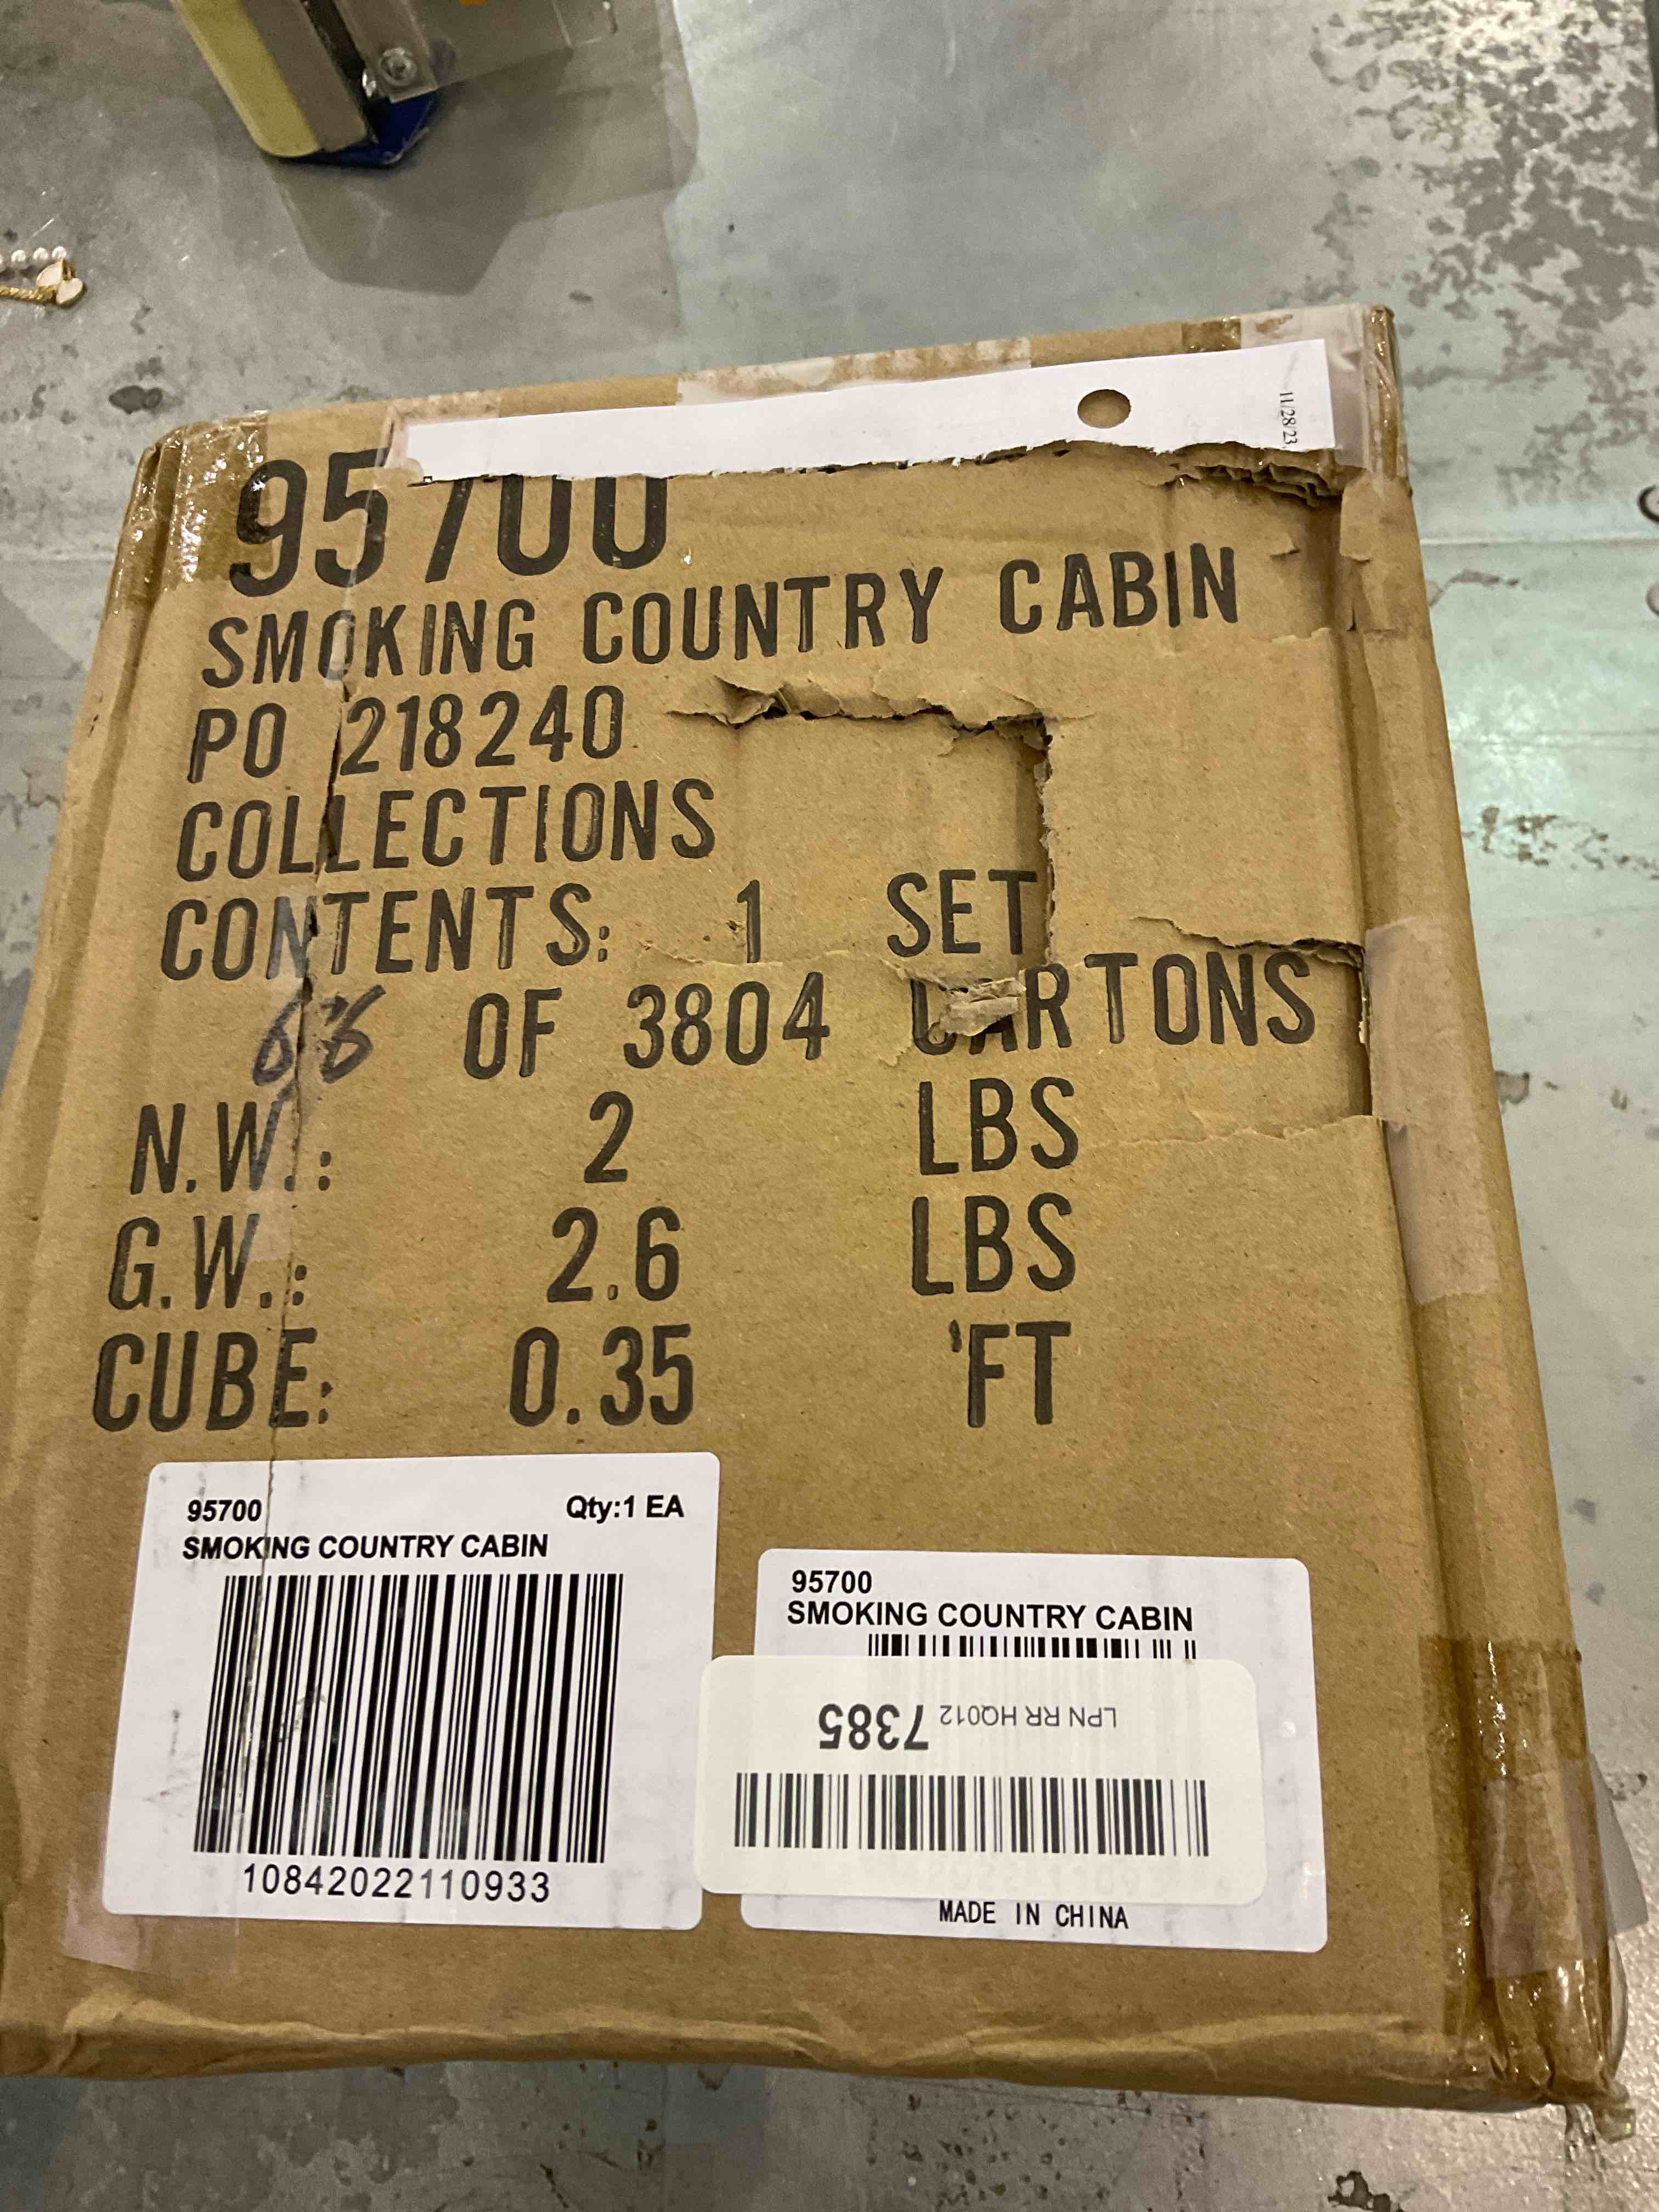 11/28/23,
95700
SMOKING COUNTRY CABIN
PO 218240
COLLECTIONS
CONTENTS: 1 SET
OF 3804 CARTONS
N.W.: 2 LBS
G.W.: 2.6 LBS
CUBE: 0.35 'FT
95700 Qty:1 EA
SMOKING COUNTRY CABIN
10842022110933
95700
SMOKING COUNTRY CABIN
LPN RR HQ012 7385
MADE IN CHINA